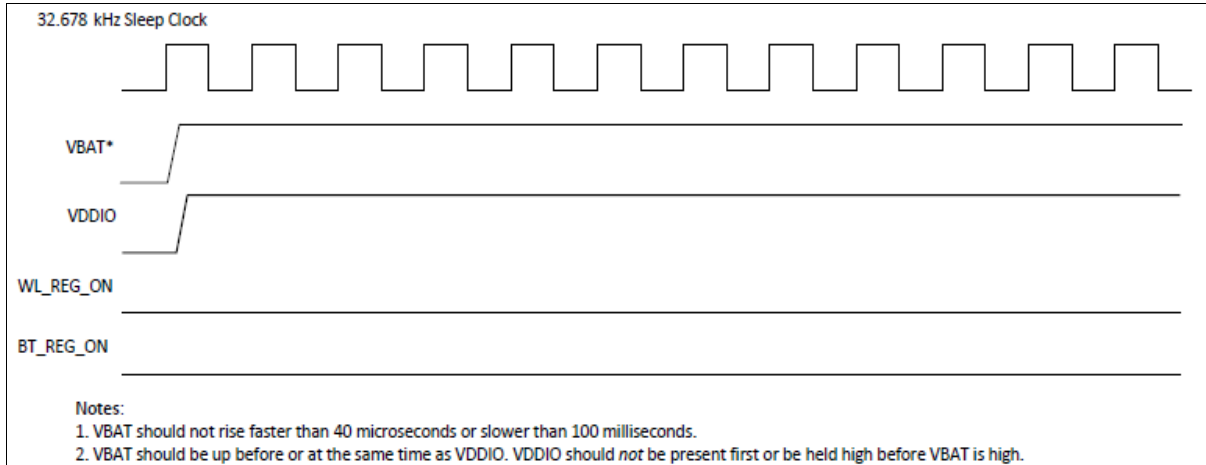 32.678 kHz Sleep Clock
VBAT*
VDDIO
WL_REG_ON
BT_REG_ON
Notes:
1. VBAT should not rise faster than 40 microseconds or slower than 100 milliseconds.
2. VBAT should be up before or at the same time as VDDIO. VDDIO should not be present first or be held high before VBAT is high.